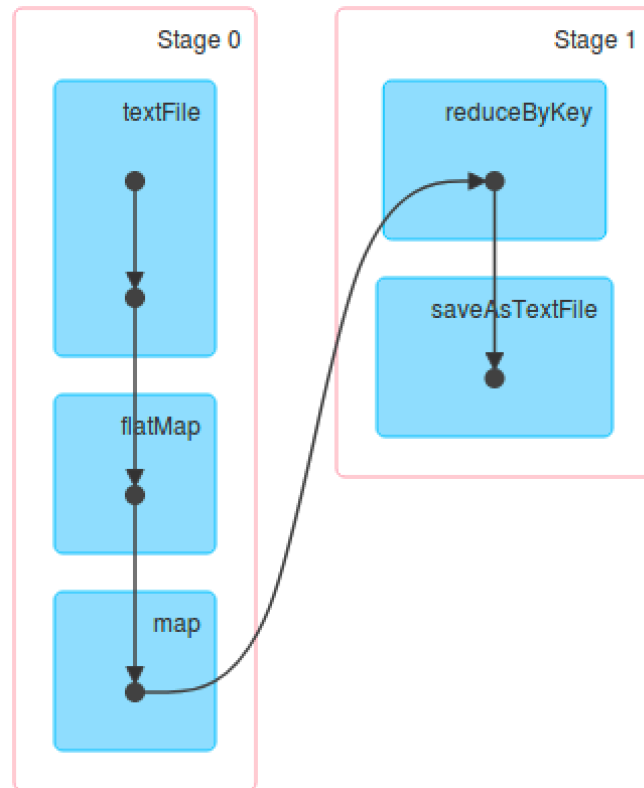 Stage 0
textFile
flatMap
map
Stage 1
reduceByKey
saveAsTextFile